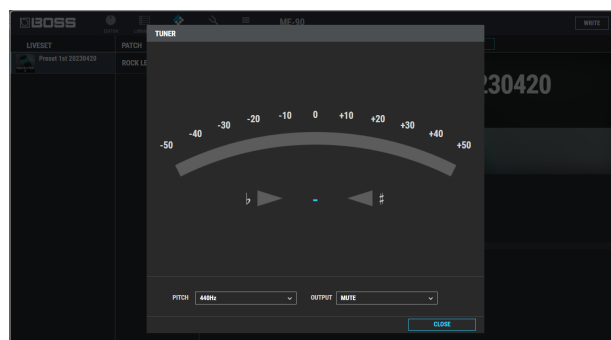 BOSS
EDITOR
ME-90
WRITE
TUNER
LIVESET
PATCH
Preset 1st 20230420
ROCK LE
230420
-50 -40 -30 -20 -10 0 +10 +20 +30 +40 +50
♭ - ♯
PITCH 440Hz OUTPUT MUTE
CLOSE